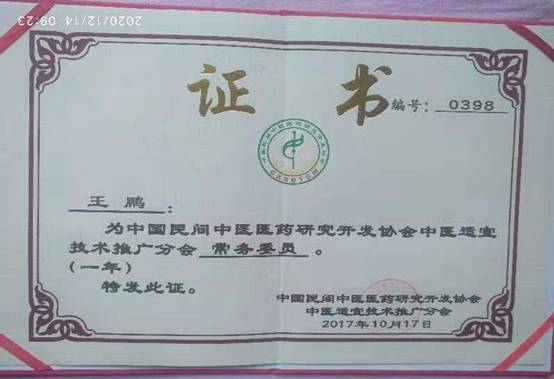 2020/12/14 09:23
证书
编号：0398
王鹏：
为中国民间中医医药研究开发协会中医适宜
技术推广分会常务委员。
(一年)
特发此证。
中国民间中医医药研究开发协会
中医适宜技术推广分会
2017年10月17日